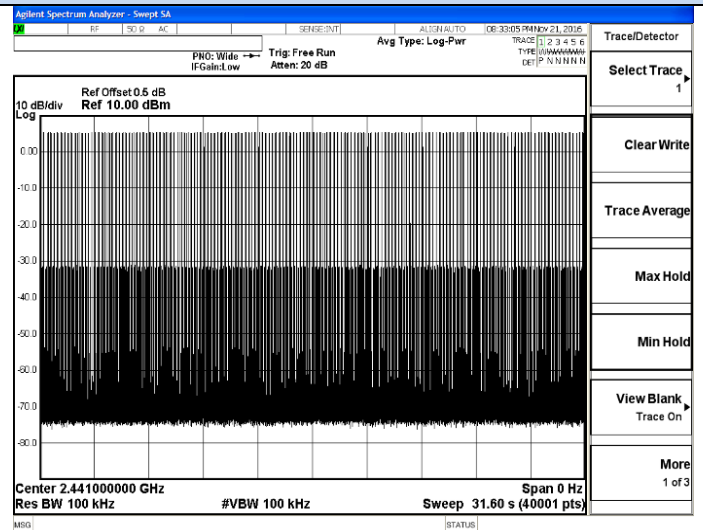 Agilent Spectrum Analyzer - Swept SA
LXI RF 50 Ω AC SENSE:INT ALIGN AUTO 08:33:05 PM Nov 21, 2016
Avg Type: Log-Pwr
TRACE 1 2 3 4 5 6
TYPE
DET P N N N N N
PNO: Wide
IFGain:Low
Trig: Free Run
Atten: 20 dB
Ref Offset 0.5 dB
10 dB/div Ref 10.00 dBm
Log
0.00
-10.0
-20.0
-30.0
-40.0
-50.0
-60.0
-70.0
-80.0
Center 2.441000000 GHz Span 0 Hz
Res BW 100 kHz #VBW 100 kHz Sweep 31.60 s (40001 pts)
MSG STATUS
Trace/Detector
Select Trace
1
Clear Write
Trace Average
Max Hold
Min Hold
View Blank
Trace On
More
1 of 3